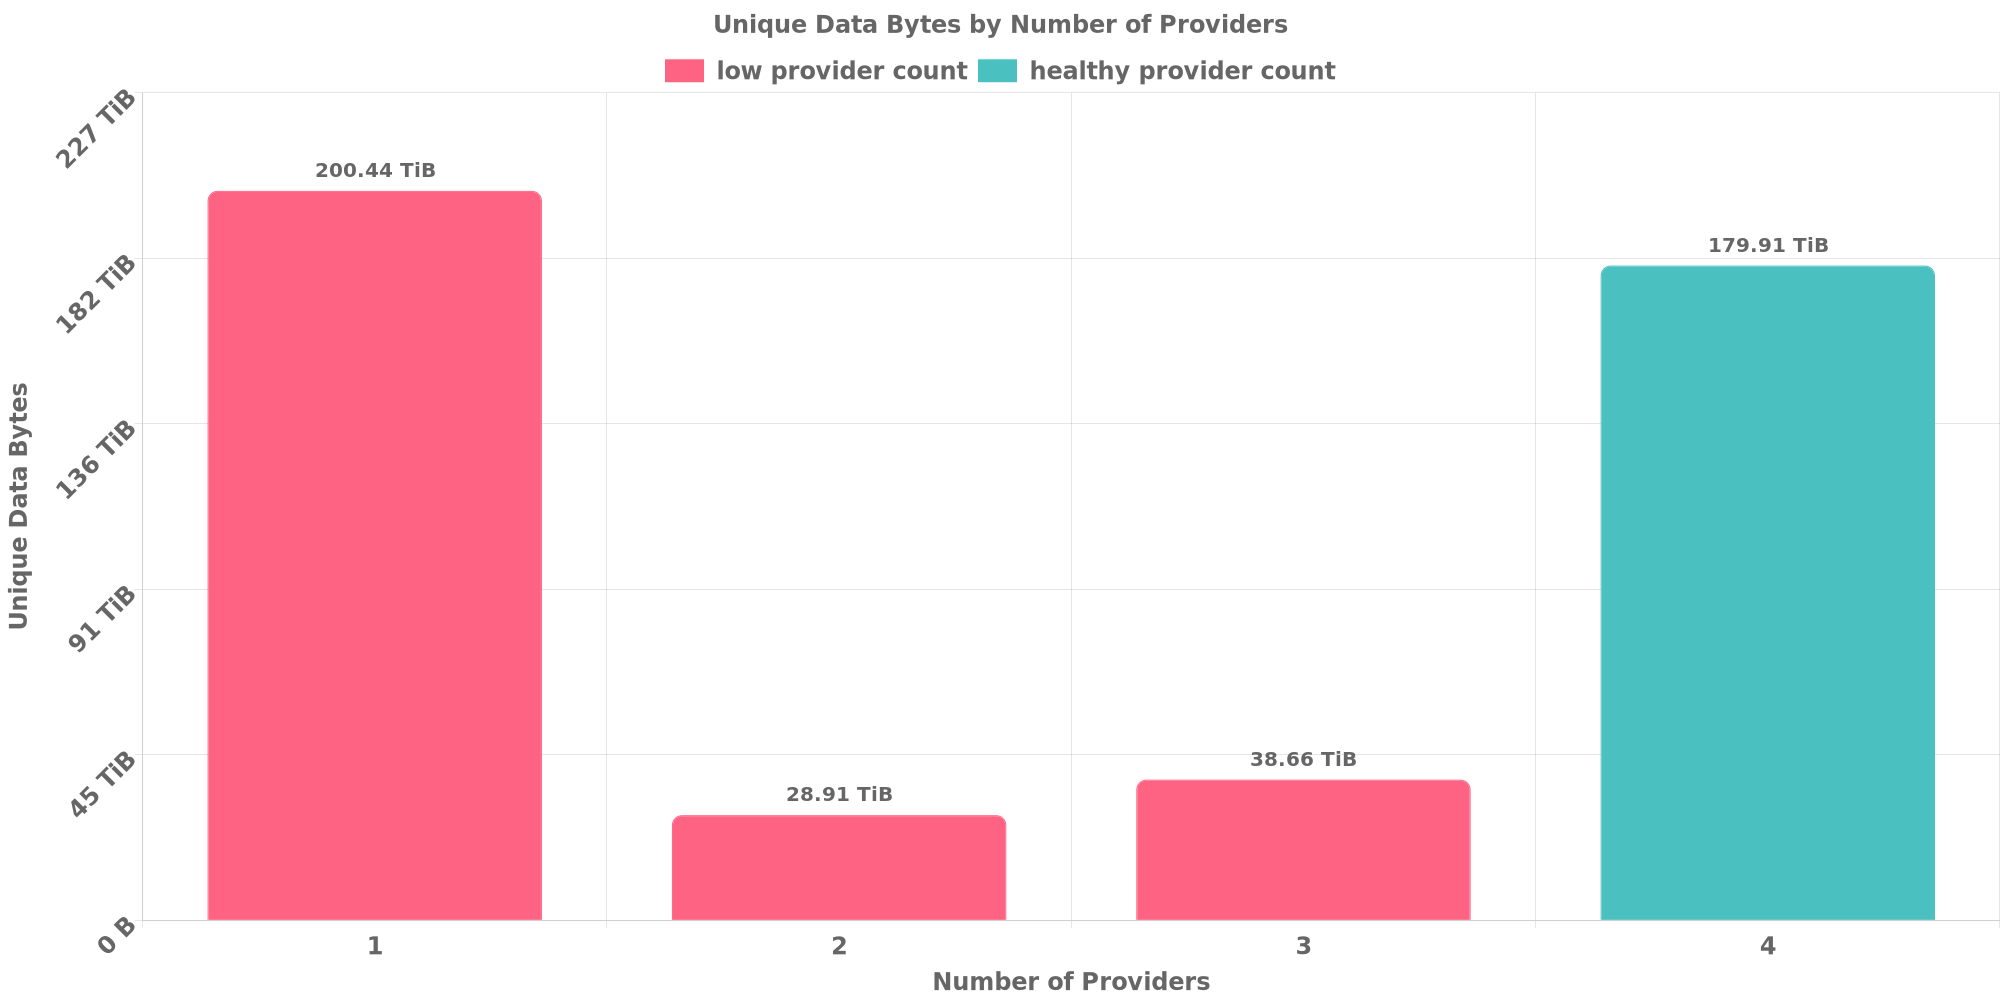 Unique Data Bytes by Number of Providers
low provider count healthy provider count
227 TiB
182 TiB
136 TiB
91 TiB
45 TiB
0 B
Unique Data Bytes
200.44 TiB
28.91 TiB
38.66 TiB
179.91 TiB
1 2 3 4
Number of Providers